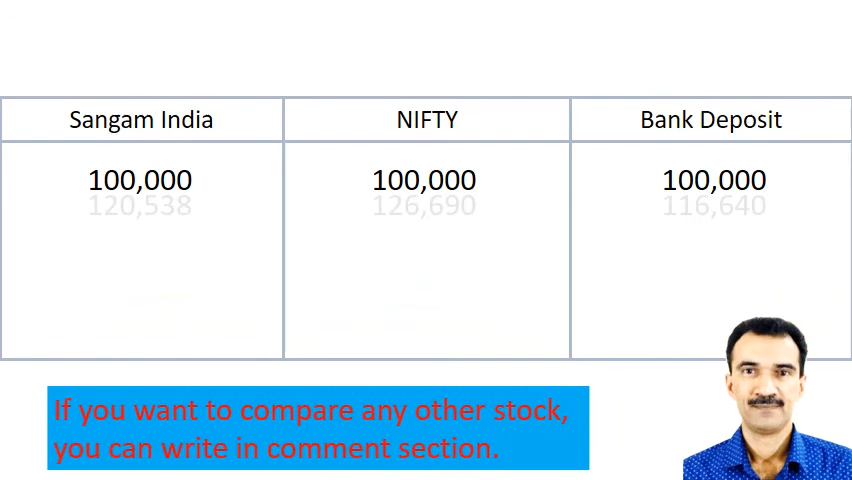 Sangam India NIFTY Bank Deposit
100,000 100,000 100,000
120,538 126,690 116,640
If you want to compare any other stock,
you can write in comment section.